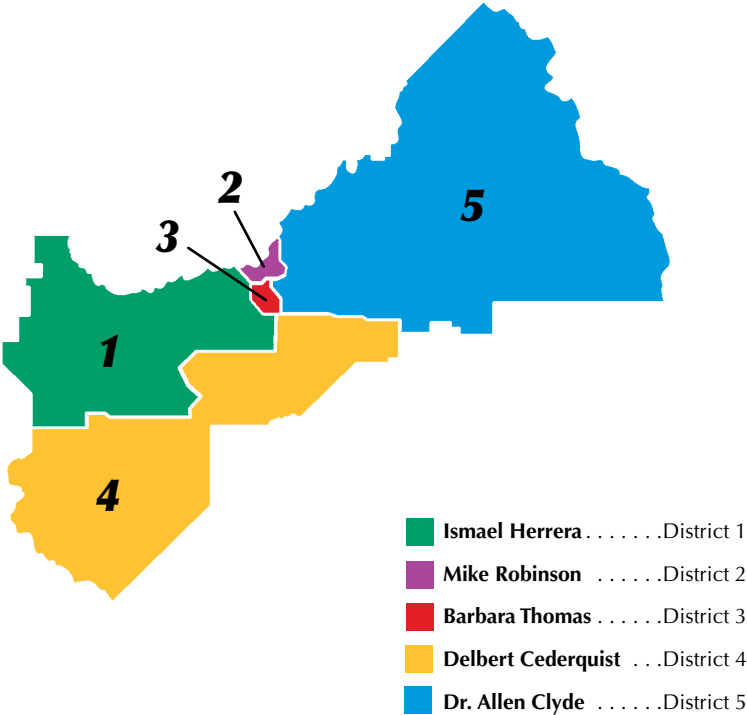 5
2
3
1
4
Ismael Herrera . . . . . . .District 1
Mike Robinson . . . . . .District 2
Barbara Thomas . . . . . .District 3
Delbert Cederquist . . .District 4
Dr. Allen Clyde . . . . . .District 5